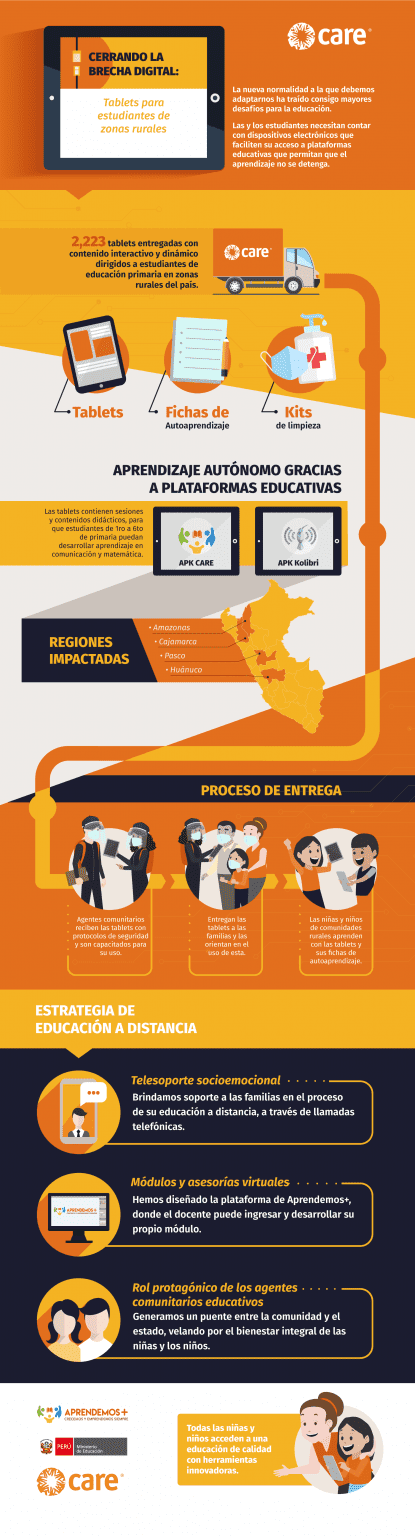 care®
CERRANDO LA
BRECHA DIGITAL:
Tablets para
estudiantes de
zonas rurales
La nueva normalidad a la que debemos
adaptarnos ha traído consigo mayores
desafíos para la educación.
Las y los estudiantes necesitan contar
con dispositivos electrónicos que
faciliten su acceso a plataformas
educativas que permitan que el
aprendizaje no se detenga.
2,223 tablets entregadas con
contenido interactivo y dinámico
dirigidos a estudiantes de
educación primaria en zonas
rurales del país.
care®
Tablets
Fichas de
Autoaprendizaje
Kits
de limpieza
APRENDIZAJE AUTÓNOMO GRACIAS
A PLATAFORMAS EDUCATIVAS
Las tablets contienen sesiones
y contenidos didácticos, para
que estudiantes de 1ro a 6to
de primaria puedan
desarrollar aprendizaje en
comunicación y matemática.
APK CARE
APK Kolibri
REGIONES
IMPACTADAS
• Amazonas
• Cajamarca
• Pasco
• Huánuco
PROCESO DE ENTREGA
Agentes comunitarios
reciben las tablets con
protocolos de seguridad
y son capacitados para
su uso.
Entregan las
tablets a las
familias y las
orientan en el
uso de esta.
Las niñas y niños
de comunidades
rurales aprenden
con las tablets y
sus fichas de
autoaprendizaje.
ESTRATEGIA DE
EDUCACIÓN A DISTANCIA
Telesoporte socioemocional
Brindamos soporte a las familias en el proceso
de su educación a distancia, a través de llamadas
telefónicas.
APRENDEMOS+
Módulos y asesorías virtuales
Hemos diseñado la plataforma de Aprendemos+,
donde el docente puede ingresar y desarrollar su
propio módulo.
Rol protagónico de los agentes
comunitarios educativos
Generamos un puente entre la comunidad y el
estado, velando por el bienestar integral de las
niñas y los niños.
APRENDEMOS+
CRECEMOS Y EMPRENDEMOS SIEMPRE
PERÚ
Ministerio
de Educación
care®
Todas las niñas y
niños acceden a una
educación de calidad
con herramientas
innovadoras.